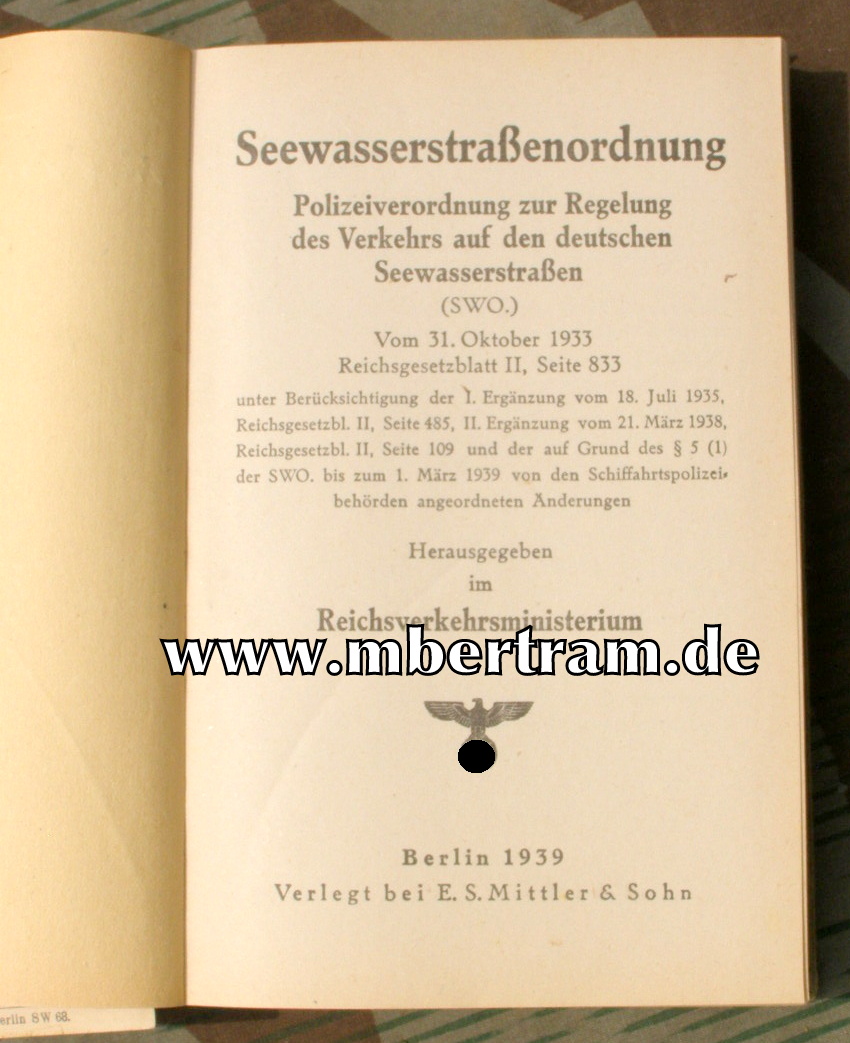 Seewasserstraßenordnung
Polizeiverordnung zur Regelung
des Verkehrs auf den deutschen
Seewasserstraßen
(SWO.)
Vom 31. Oktober 1933
Reichsgesetzblatt II, Seite 833
unter Berücksichtigung der I. Ergänzung vom 18. Juli 1935,
Reichsgesetzbl. II, Seite 485, II. Ergänzung vom 21. März 1938,
Reichsgesetzbl. II, Seite 109 und der auf Grund des § 5 (1)
der SWO. bis zum 1. März 1939 von den Schiffahrtspolizei-
behörden angeordneten Änderungen
Herausgegeben
im
Reichsverkehrsministerium
www.mbertram.de
Berlin 1939
Verlegt bei E. S. Mittler & Sohn
erlin SW 68.